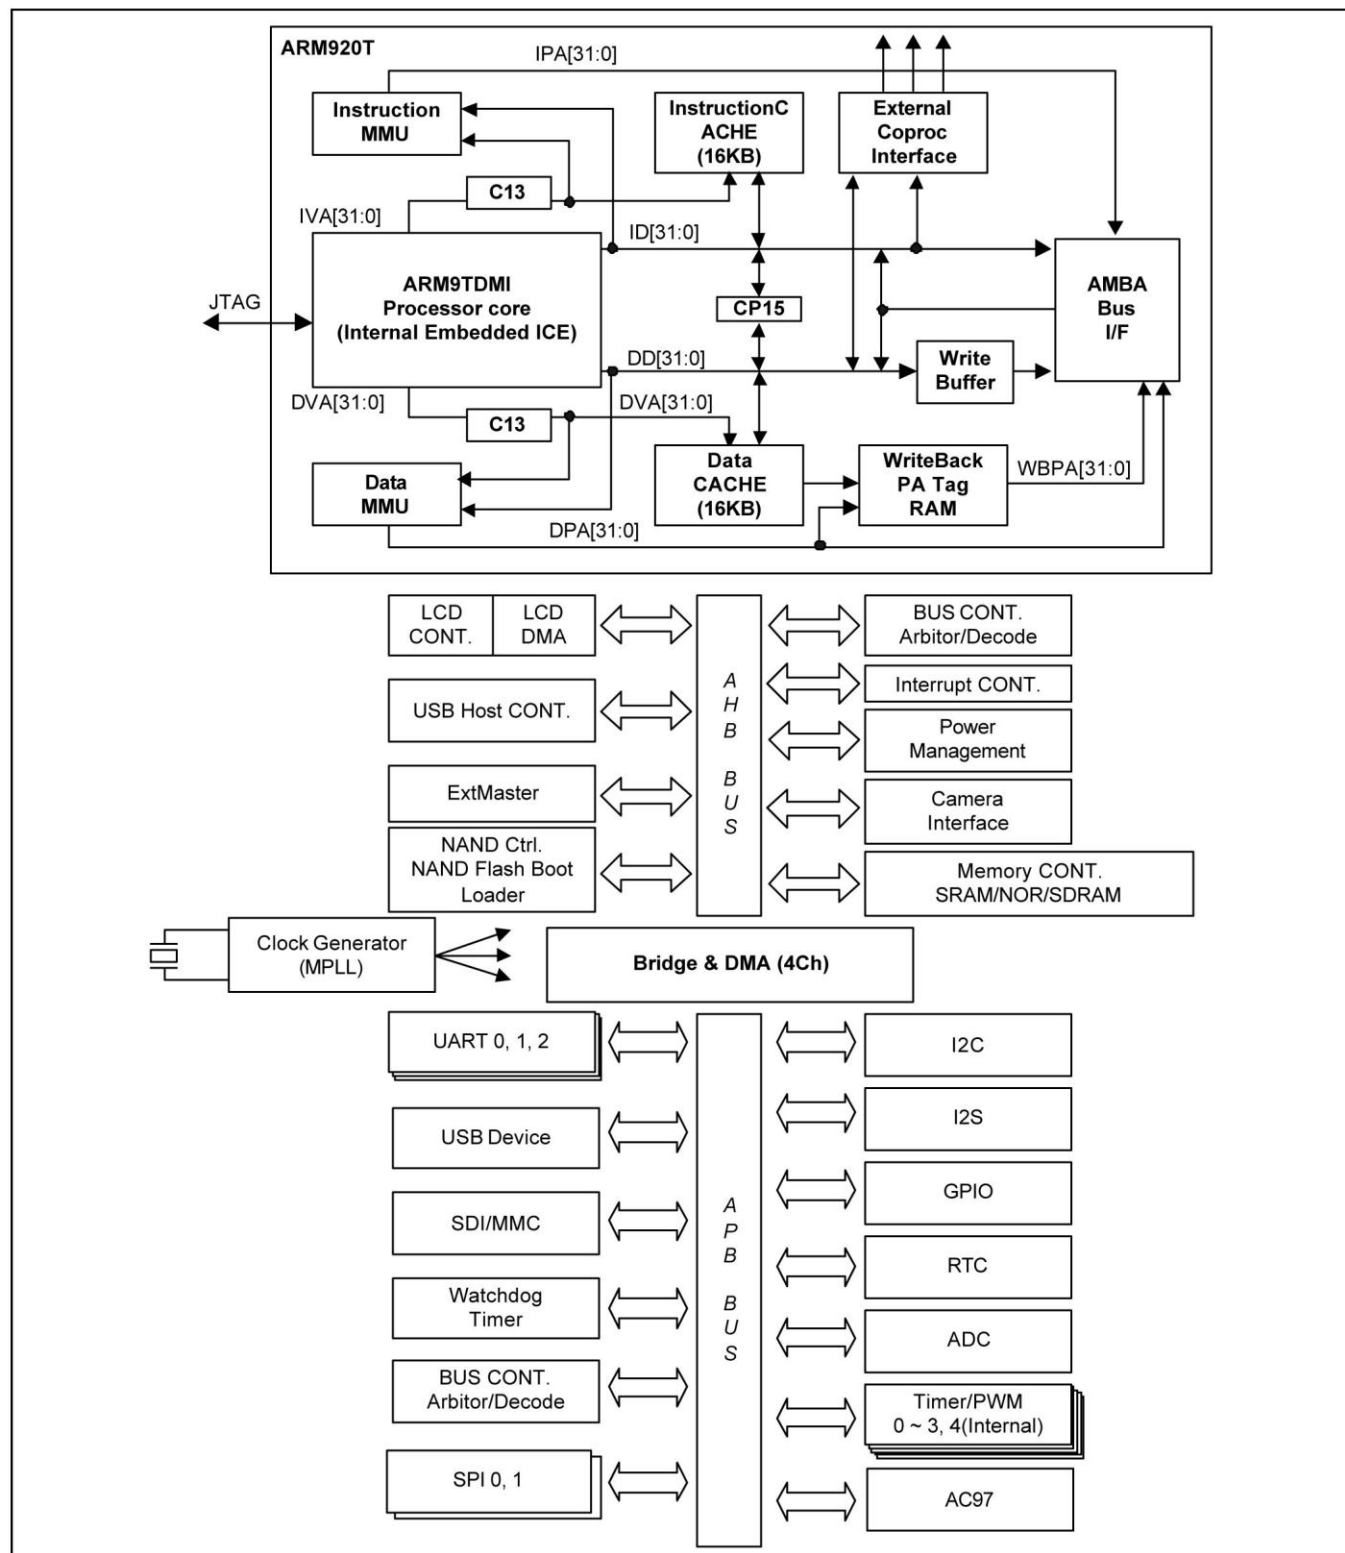 ARM920T
IPA[31:0]
Instruction
MMU
InstructionC
ACHE
(16KB)
External
Coproc
Interface
C13
IVA[31:0]
ID[31:0]
ARM9TDMI
Processor core
(Internal Embedded ICE)
JTAG
CP15
AMBA
Bus
I/F
DD[31:0]
Write
Buffer
DVA[31:0]
C13
DVA[31:0]
Data
MMU
Data
CACHE
(16KB)
WriteBack
PA Tag
RAM
WBPA[31:0]
DPA[31:0]
LCD
CONT.
LCD
DMA
USB Host CONT.
ExtMaster
NAND Ctrl.
NAND Flash Boot
Loader
A
H
B
B
U
S
BUS CONT.
Arbitor/Decode
Interrupt CONT.
Power
Management
Camera
Interface
Memory CONT.
SRAM/NOR/SDRAM
Clock Generator
(MPLL)
Bridge & DMA (4Ch)
UART 0, 1, 2
USB Device
SDI/MMC
Watchdog
Timer
BUS CONT.
Arbitor/Decode
SPI 0, 1
A
P
B
B
U
S
I2C
I2S
GPIO
RTC
ADC
Timer/PWM
0 ~ 3, 4(Internal)
AC97